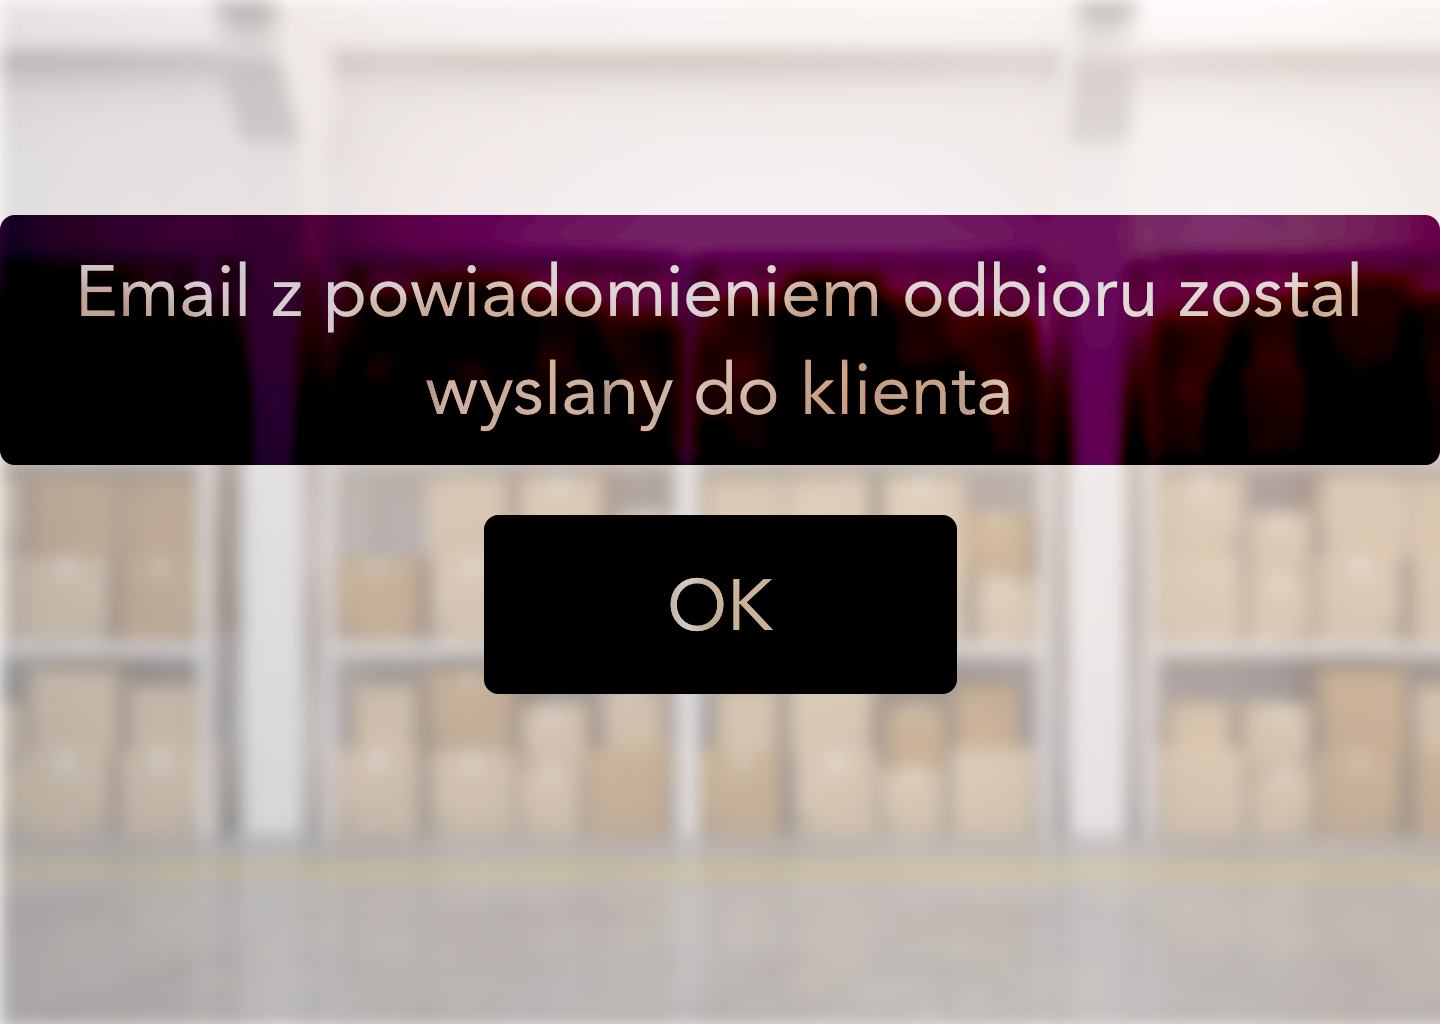 Email z powiadomieniem odbioru zostal
wyslany do klienta
OK